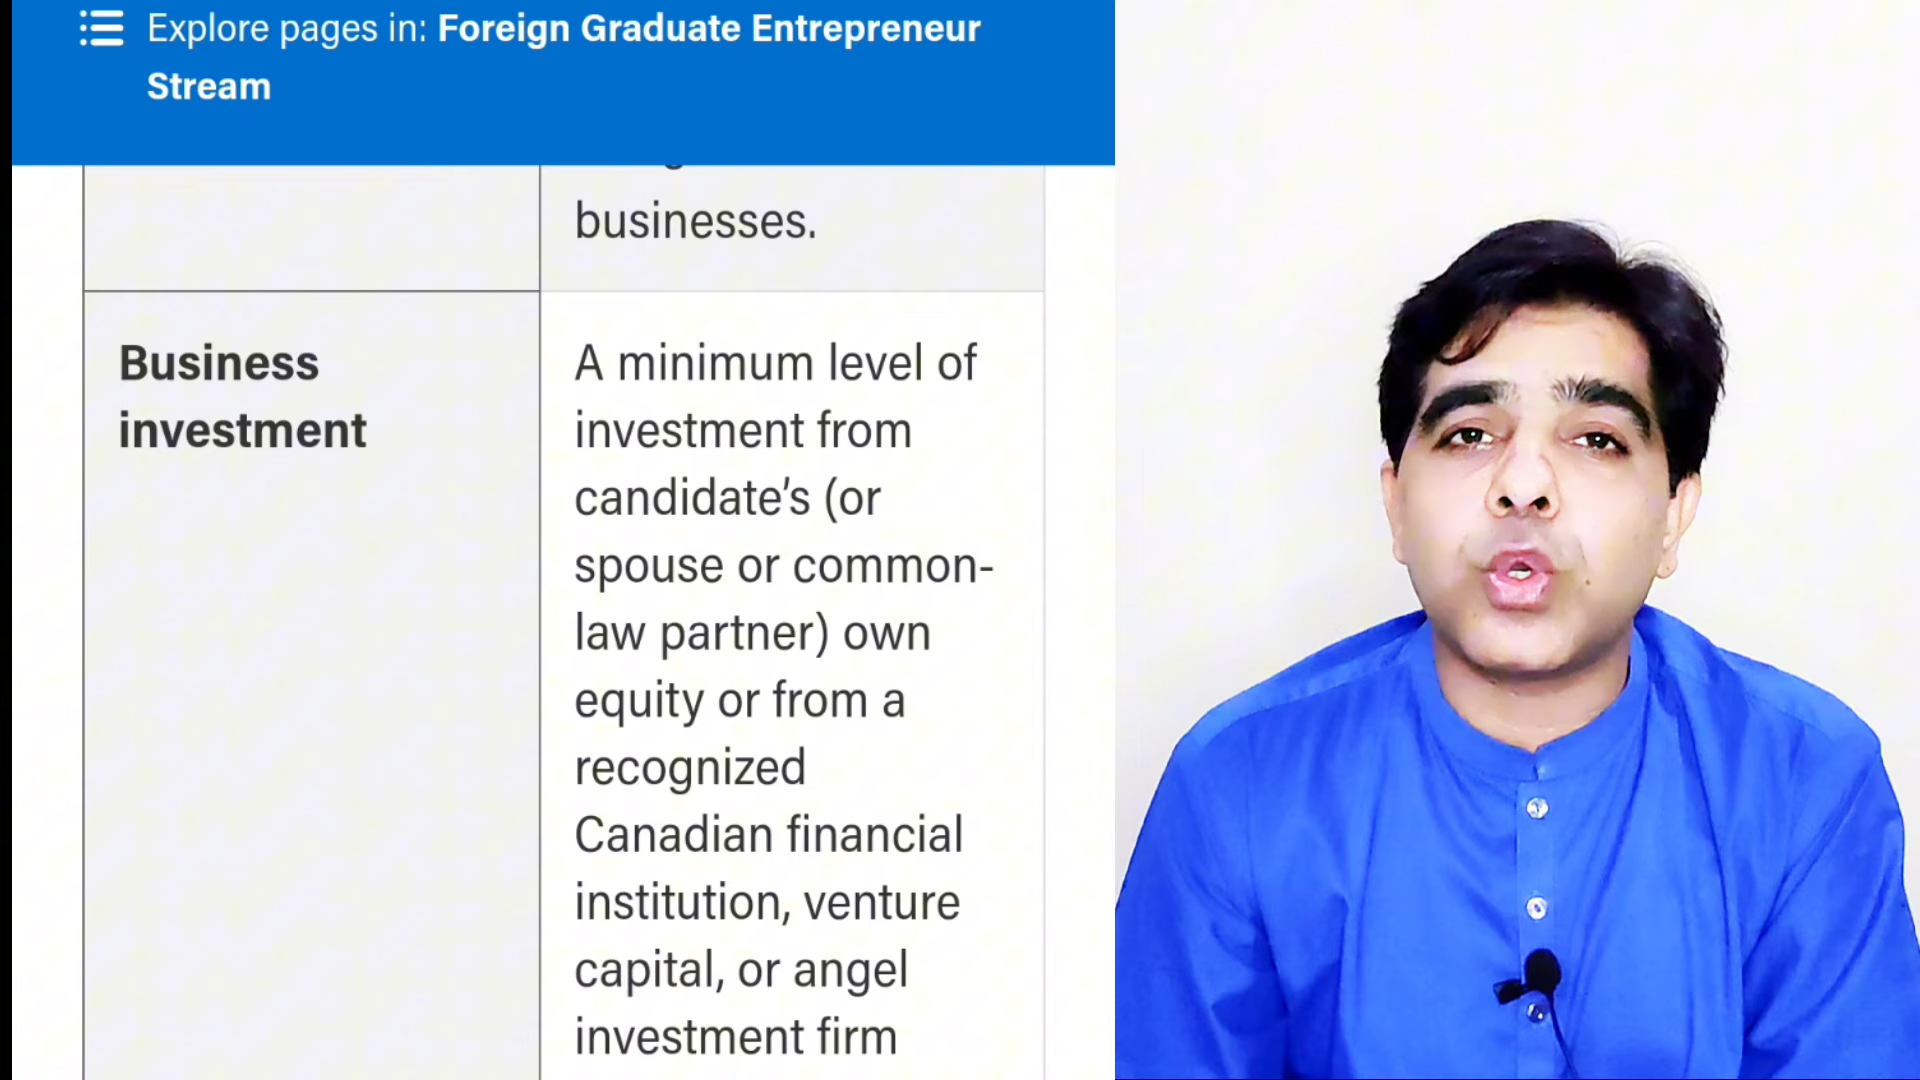 Explore pages in: Foreign Graduate Entrepreneur
Stream
businesses.
Business
investment
A minimum level of
investment from
candidate’s (or
spouse or common-
law partner) own
equity or from a
recognized
Canadian financial
institution, venture
capital, or angel
investment firm